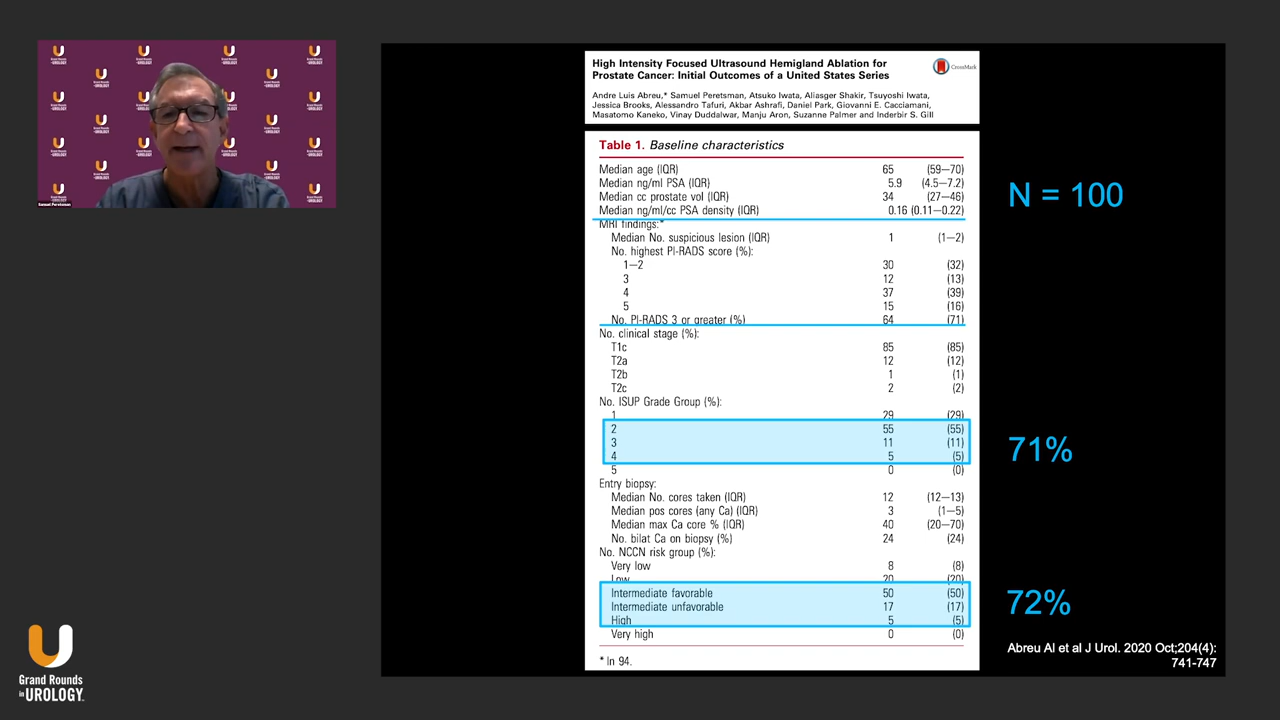 High Intensity Focused Ultrasound Hemigland Ablation for
Prostate Cancer: Initial Outcomes of a United States Series
CrossMark
Andre Luis Abreu,* Samuel Peretsman, Atsuko Iwata, Aliasger Shakir, Tsuyoshi Iwata,
Jessica Brooks, Alessandro Tafuri, Akbar Ashrafi, Daniel Park, Giovanni E. Cacciamani,
Masatomo Kaneko, Vinay Duddalwar, Manju Aron, Suzanne Palmer and Inderbir S. Gill
Table 1. Baseline characteristics
Median age (IQR) 65 (59–70)
Median ng/ml PSA (IQR) 5.9 (4.5–7.2)
Median cc prostate vol (IQR) 34 (27–46)
Median ng/ml/cc PSA density (IQR) 0.16 (0.11–0.22)
MRI findings:*
Median No. suspicious lesion (IQR) 1 (1–2)
No. highest PI-RADS score (%):
1–2 30 (32)
3 12 (13)
4 37 (39)
5 15 (16)
No. PI-RADS 3 or greater (%) 64 (71)
No. clinical stage (%):
T1c 85 (85)
T2a 12 (12)
T2b 1 (1)
T2c 2 (2)
No. ISUP Grade Group (%):
1 29 (29)
2 55 (55)
3 11 (11)
4 5 (5)
5 0 (0)
Entry biopsy:
Median No. cores taken (IQR) 12 (12–13)
Median pos cores (any Ca) (IQR) 3 (1–5)
Median max Ca core % (IQR) 40 (20–70)
No. bilat Ca on biopsy (%) 24 (24)
No. NCCN risk group (%):
Very low 8 (8)
Low 20 (20)
Intermediate favorable 50 (50)
Intermediate unfavorable 17 (17)
High 5 (5)
Very high 0 (0)
* In 94.
N = 100
71%
72%
Abreu Al et al J Urol. 2020 Oct;204(4):
741-747
Samuel Peretsman
Grand Rounds
in UROLOGY